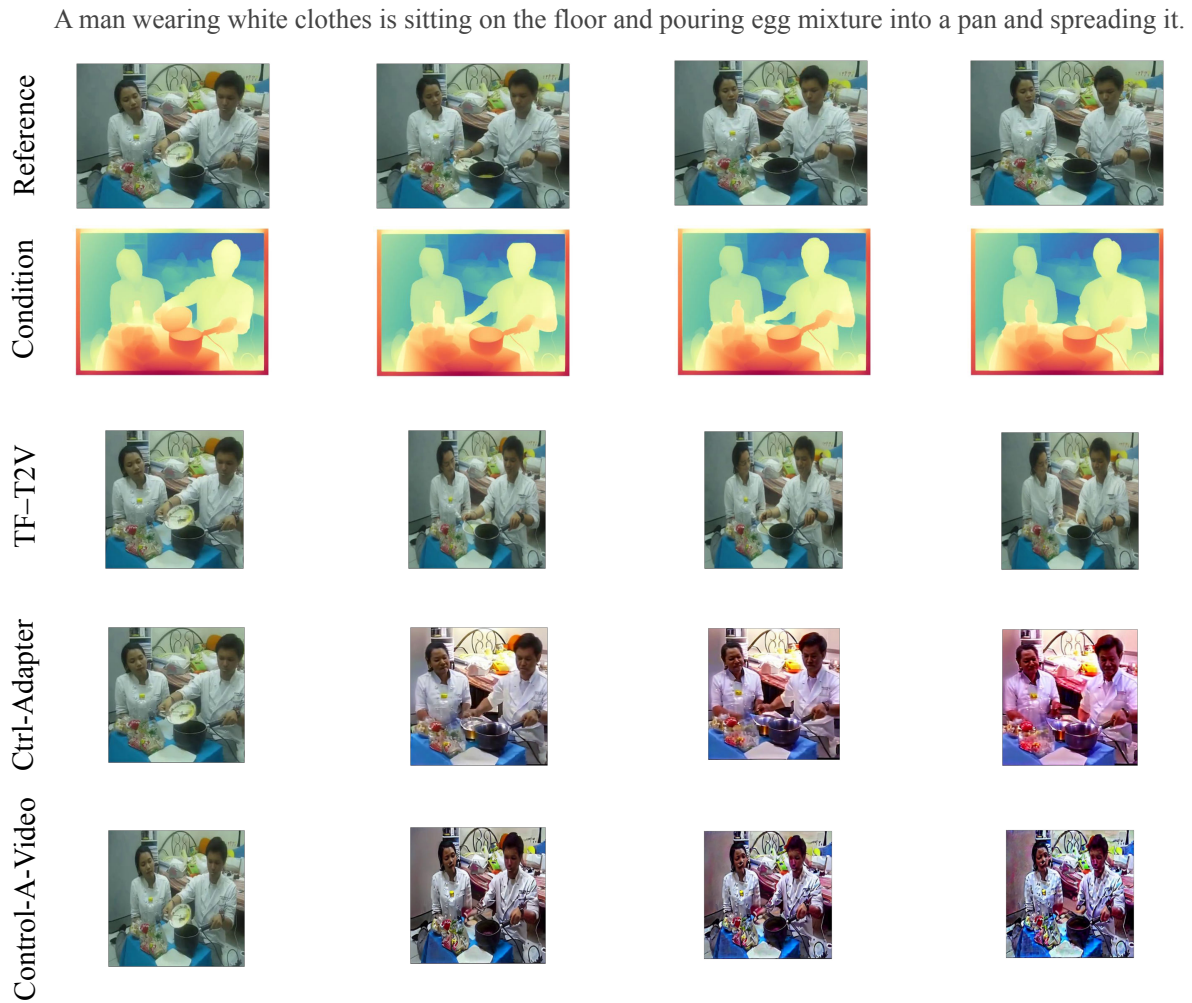 A man wearing white clothes is sitting on the floor and pouring egg mixture into a pan and spreading it.
Reference
Condition
TF–T2V
Ctrl-Adapter
Control-A-Video